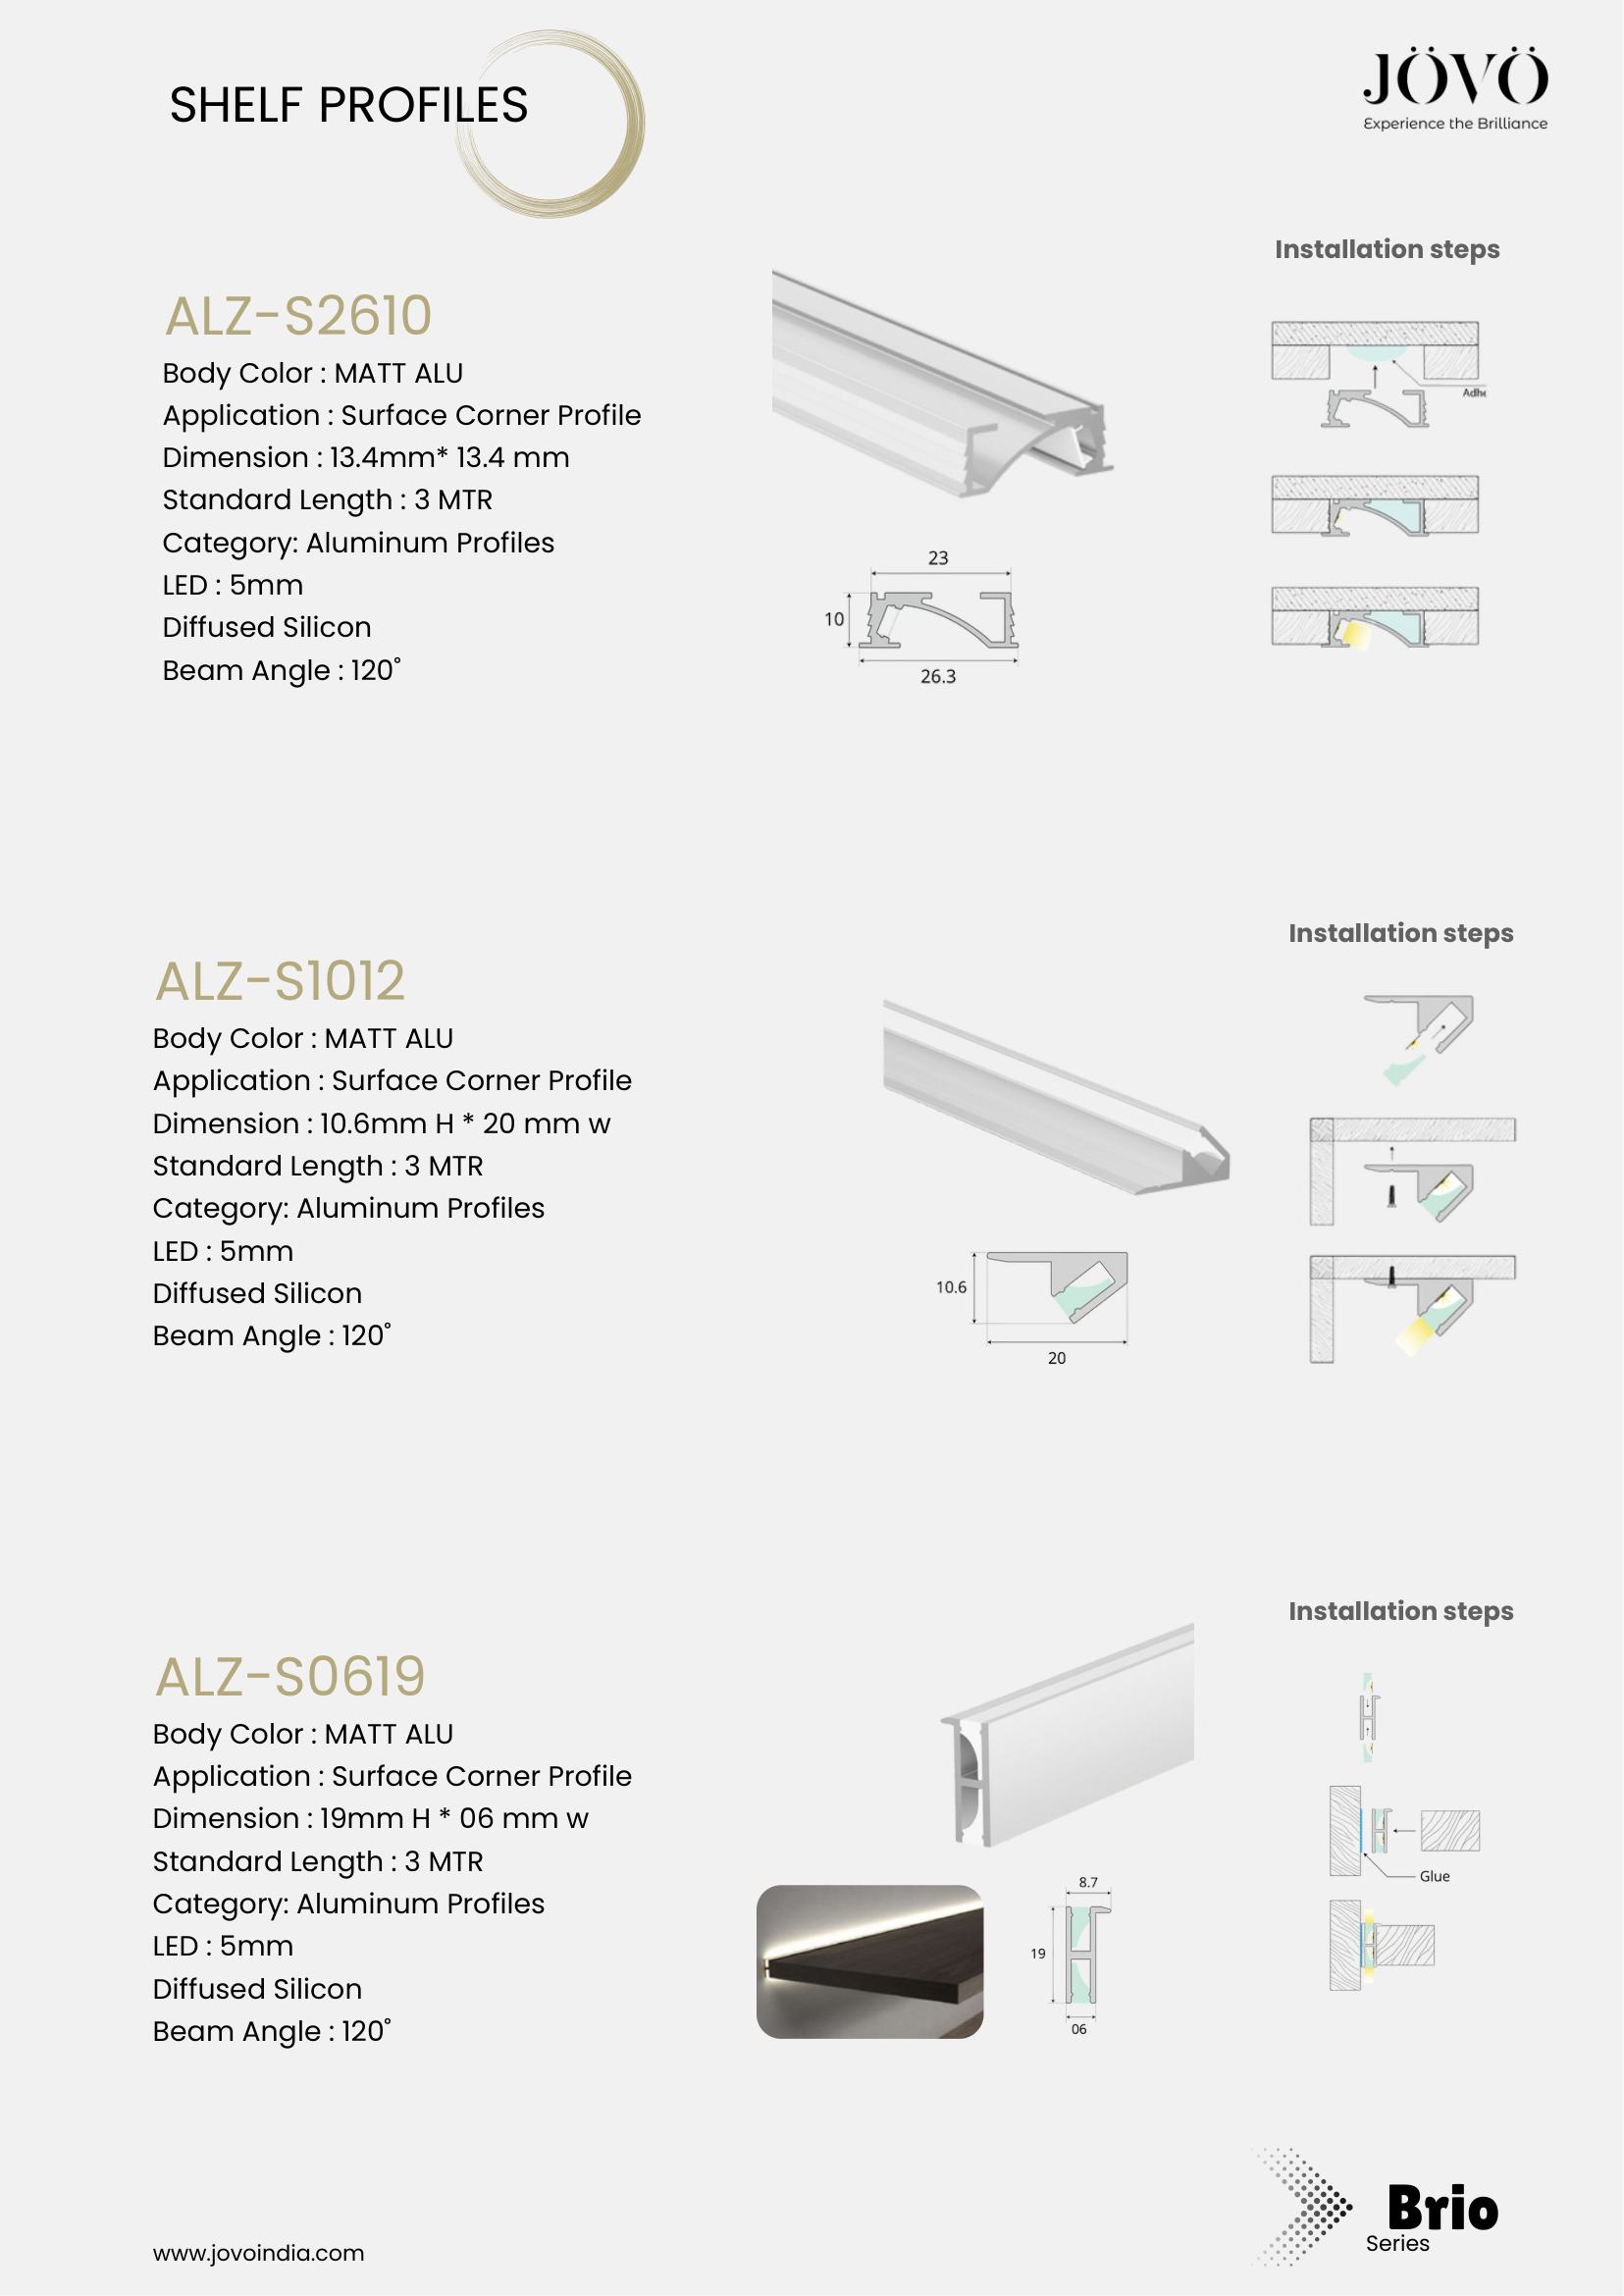 SHELF PROFILES
JÖVÖ
Experience the Brilliance
Installation steps
ALZ-S2610
Body Color : MATT ALU
Application : Surface Corner Profile
Dimension : 13.4mm* 13.4 mm
Standard Length : 3 MTR
Category: Aluminum Profiles
LED : 5mm
Diffused Silicon
Beam Angle : 120°
23
10
26.3
Adhe
Installation steps
ALZ-S1012
Body Color : MATT ALU
Application : Surface Corner Profile
Dimension : 10.6mm H * 20 mm w
Standard Length : 3 MTR
Category: Aluminum Profiles
LED : 5mm
Diffused Silicon
Beam Angle : 120°
10.6
20
Installation steps
ALZ-S0619
Body Color : MATT ALU
Application : Surface Corner Profile
Dimension : 19mm H * 06 mm w
Standard Length : 3 MTR
Category: Aluminum Profiles
LED : 5mm
Diffused Silicon
Beam Angle : 120°
8.7
19
06
Glue
Brio
Series
www.jovoindia.com